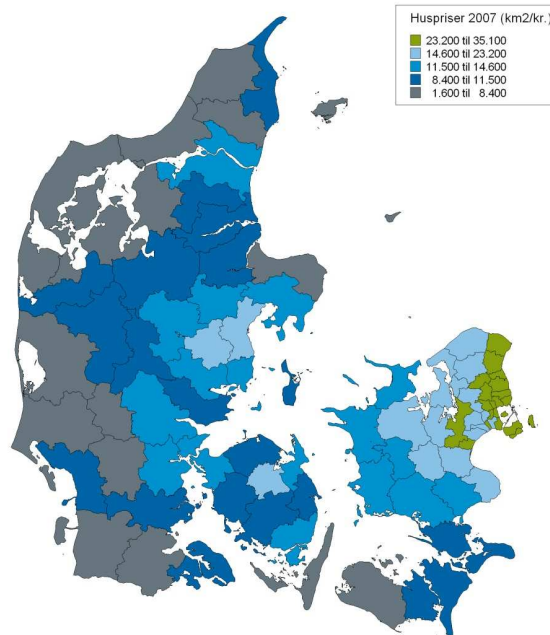 Huspriser 2007 (km2/kr.)
23.200 til 35.100
14.600 til 23.200
11.500 til 14.600
8.400 til 11.500
1.600 til 8.400